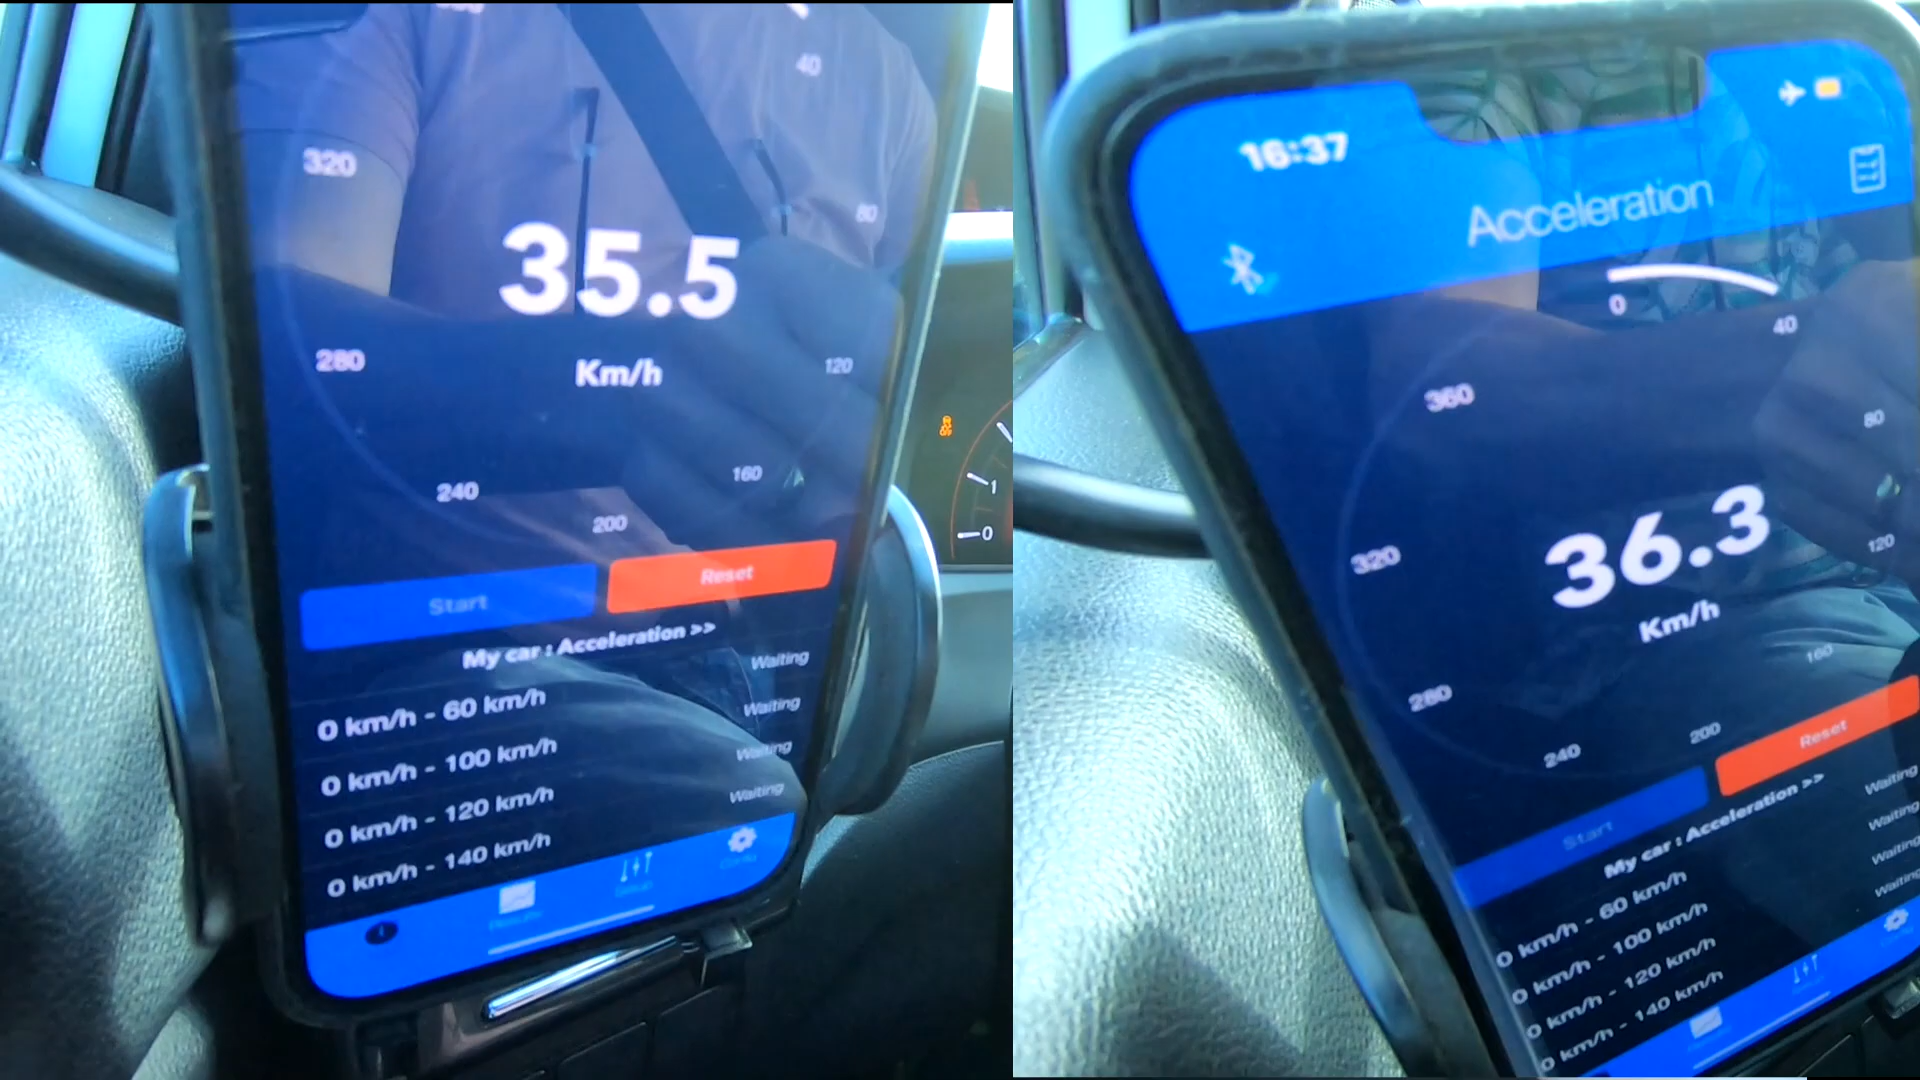 40
320
80
35.5
280
Km/h
120
240
160
200
Start
Reset
My car : Acceleration >>
0 km/h - 60 km/h
Waiting
0 km/h - 100 km/h
Waiting
0 km/h - 120 km/h
Waiting
0 km/h - 140 km/h
Waiting
1
0
16:37
Acceleration
0
40
360
80
36.3
320
120
Km/h
280
160
240
200
Start
Reset
My car : Acceleration >>
0 km/h - 60 km/h
Waiting
0 km/h - 100 km/h
Waiting
0 km/h - 120 km/h
Waiting
0 km/h - 140 km/h
Waiting